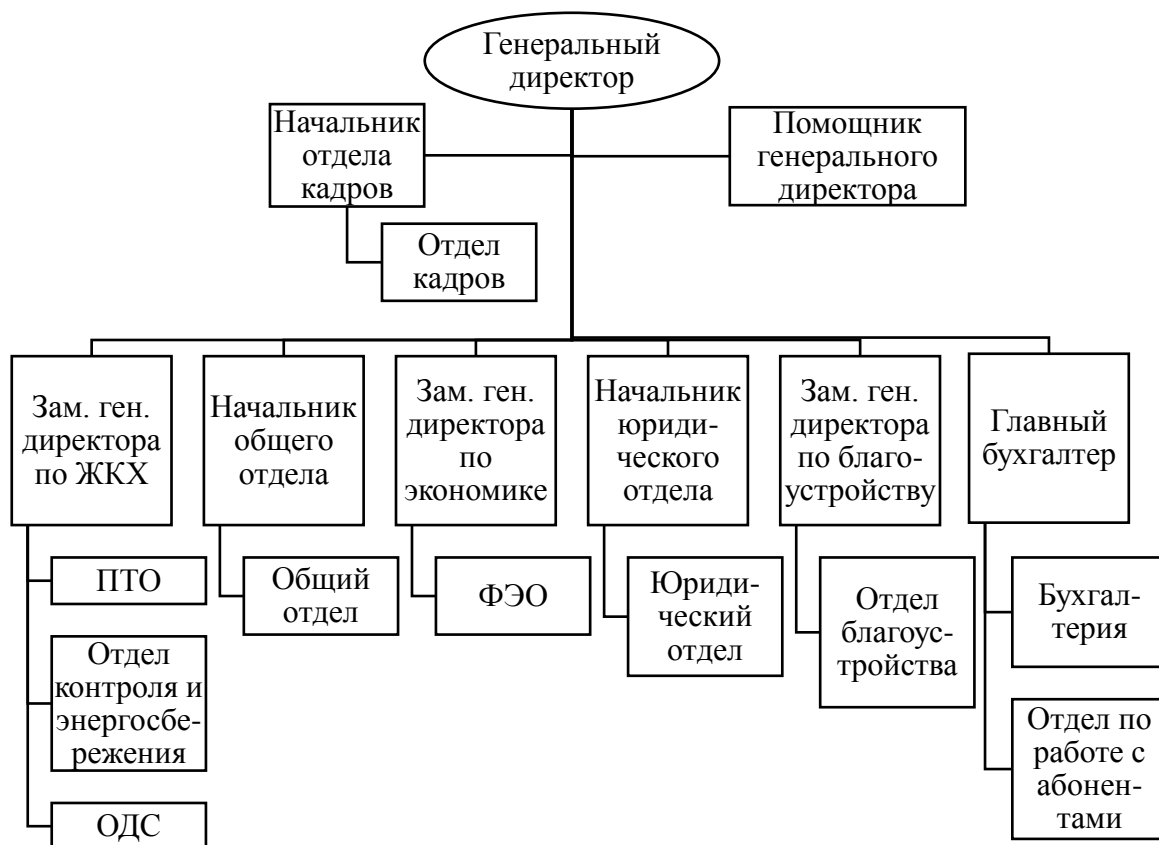 Генеральный
директор
Начальник
отдела
кадров
Помощник
генерального
директора
Отдел
кадров
Зам. ген.
директора
по ЖКХ
Начальник
общего
отдела
Зам. ген.
директора
по
экономике
Начальник
юриди-
ческого
отдела
Зам. ген.
директора
по благо-
устройству
Главный
бухгалтер
ПТО
Отдел
контроля и
энергосбе-
режения
ОДС
Общий
отдел
ФЭО
Юриди-
ческий
отдел
Отдел
благоус-
тройства
Бухгал-
терия
Отдел по
работе с
абонен-
тами